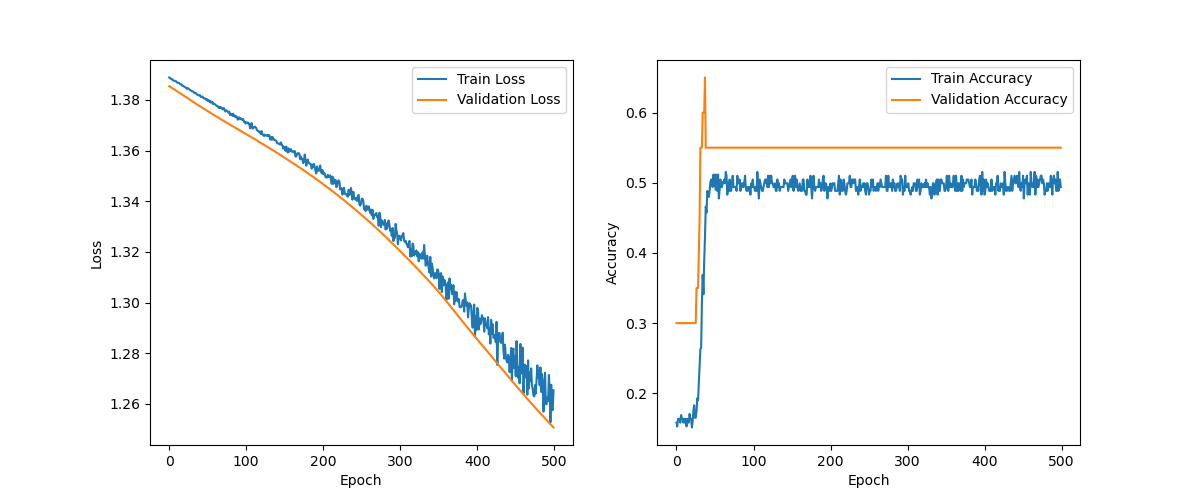 Train Loss
Validation Loss
1.38
1.36
1.34
1.32
1.30
1.28
1.26
Loss
0 100 200 300 400 500
Epoch
Train Accuracy
Validation Accuracy
0.6
0.5
0.4
0.3
0.2
Accuracy
0 100 200 300 400 500
Epoch